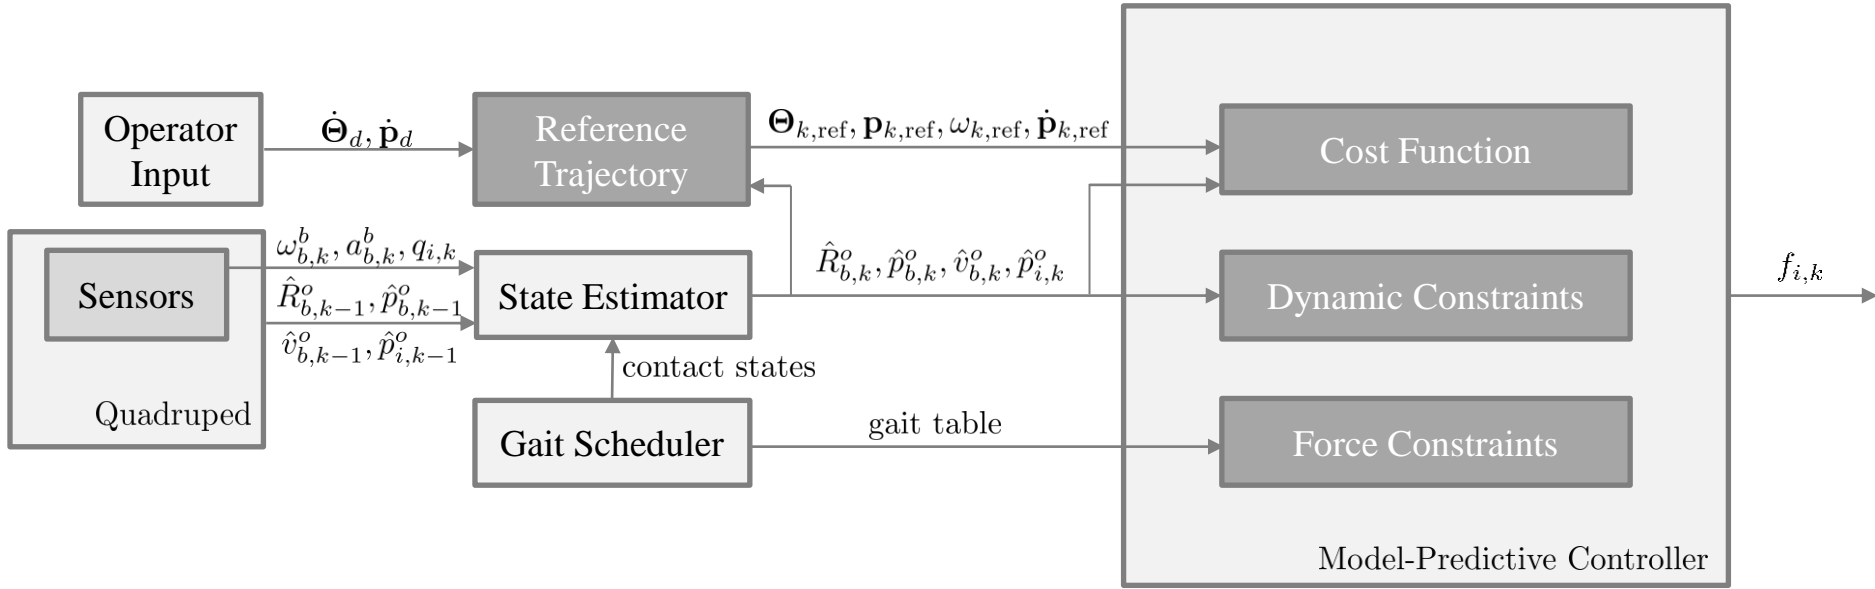 Operator
Input
Θ̇_d, ṗ_d
Reference
Trajectory
Θ_{k,ref}, p_{k,ref}, ω_{k,ref}, ṗ_{k,ref}
Cost Function
Sensors
Quadruped
ω^b_{b,k}, a^b_{b,k}, q_{i,k}
R̂^o_{b,k−1}, p̂^o_{b,k−1}
v̂^o_{b,k−1}, p̂^o_{i,k−1}
State Estimator
R̂^o_{b,k}, p̂^o_{b,k}, v̂^o_{b,k}, p̂^o_{i,k}
Dynamic Constraints
f_{i,k}
contact states
Gait Scheduler
gait table
Force Constraints
Model-Predictive Controller